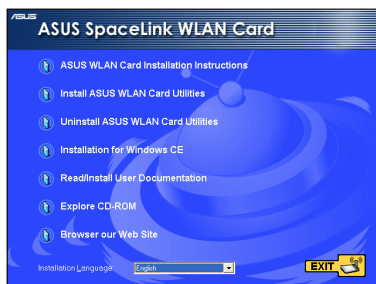 ASUS
ASUS SpaceLink WLAN Card
ASUS WLAN Card Installation Instructions
Install ASUS WLAN Card Utilities
Uninstall ASUS WLAN Card Utilities
Installation for Windows CE
Read/Install User Documentation
Explore CD-ROM
Browser our Web Site
Installation Language: English
EXIT